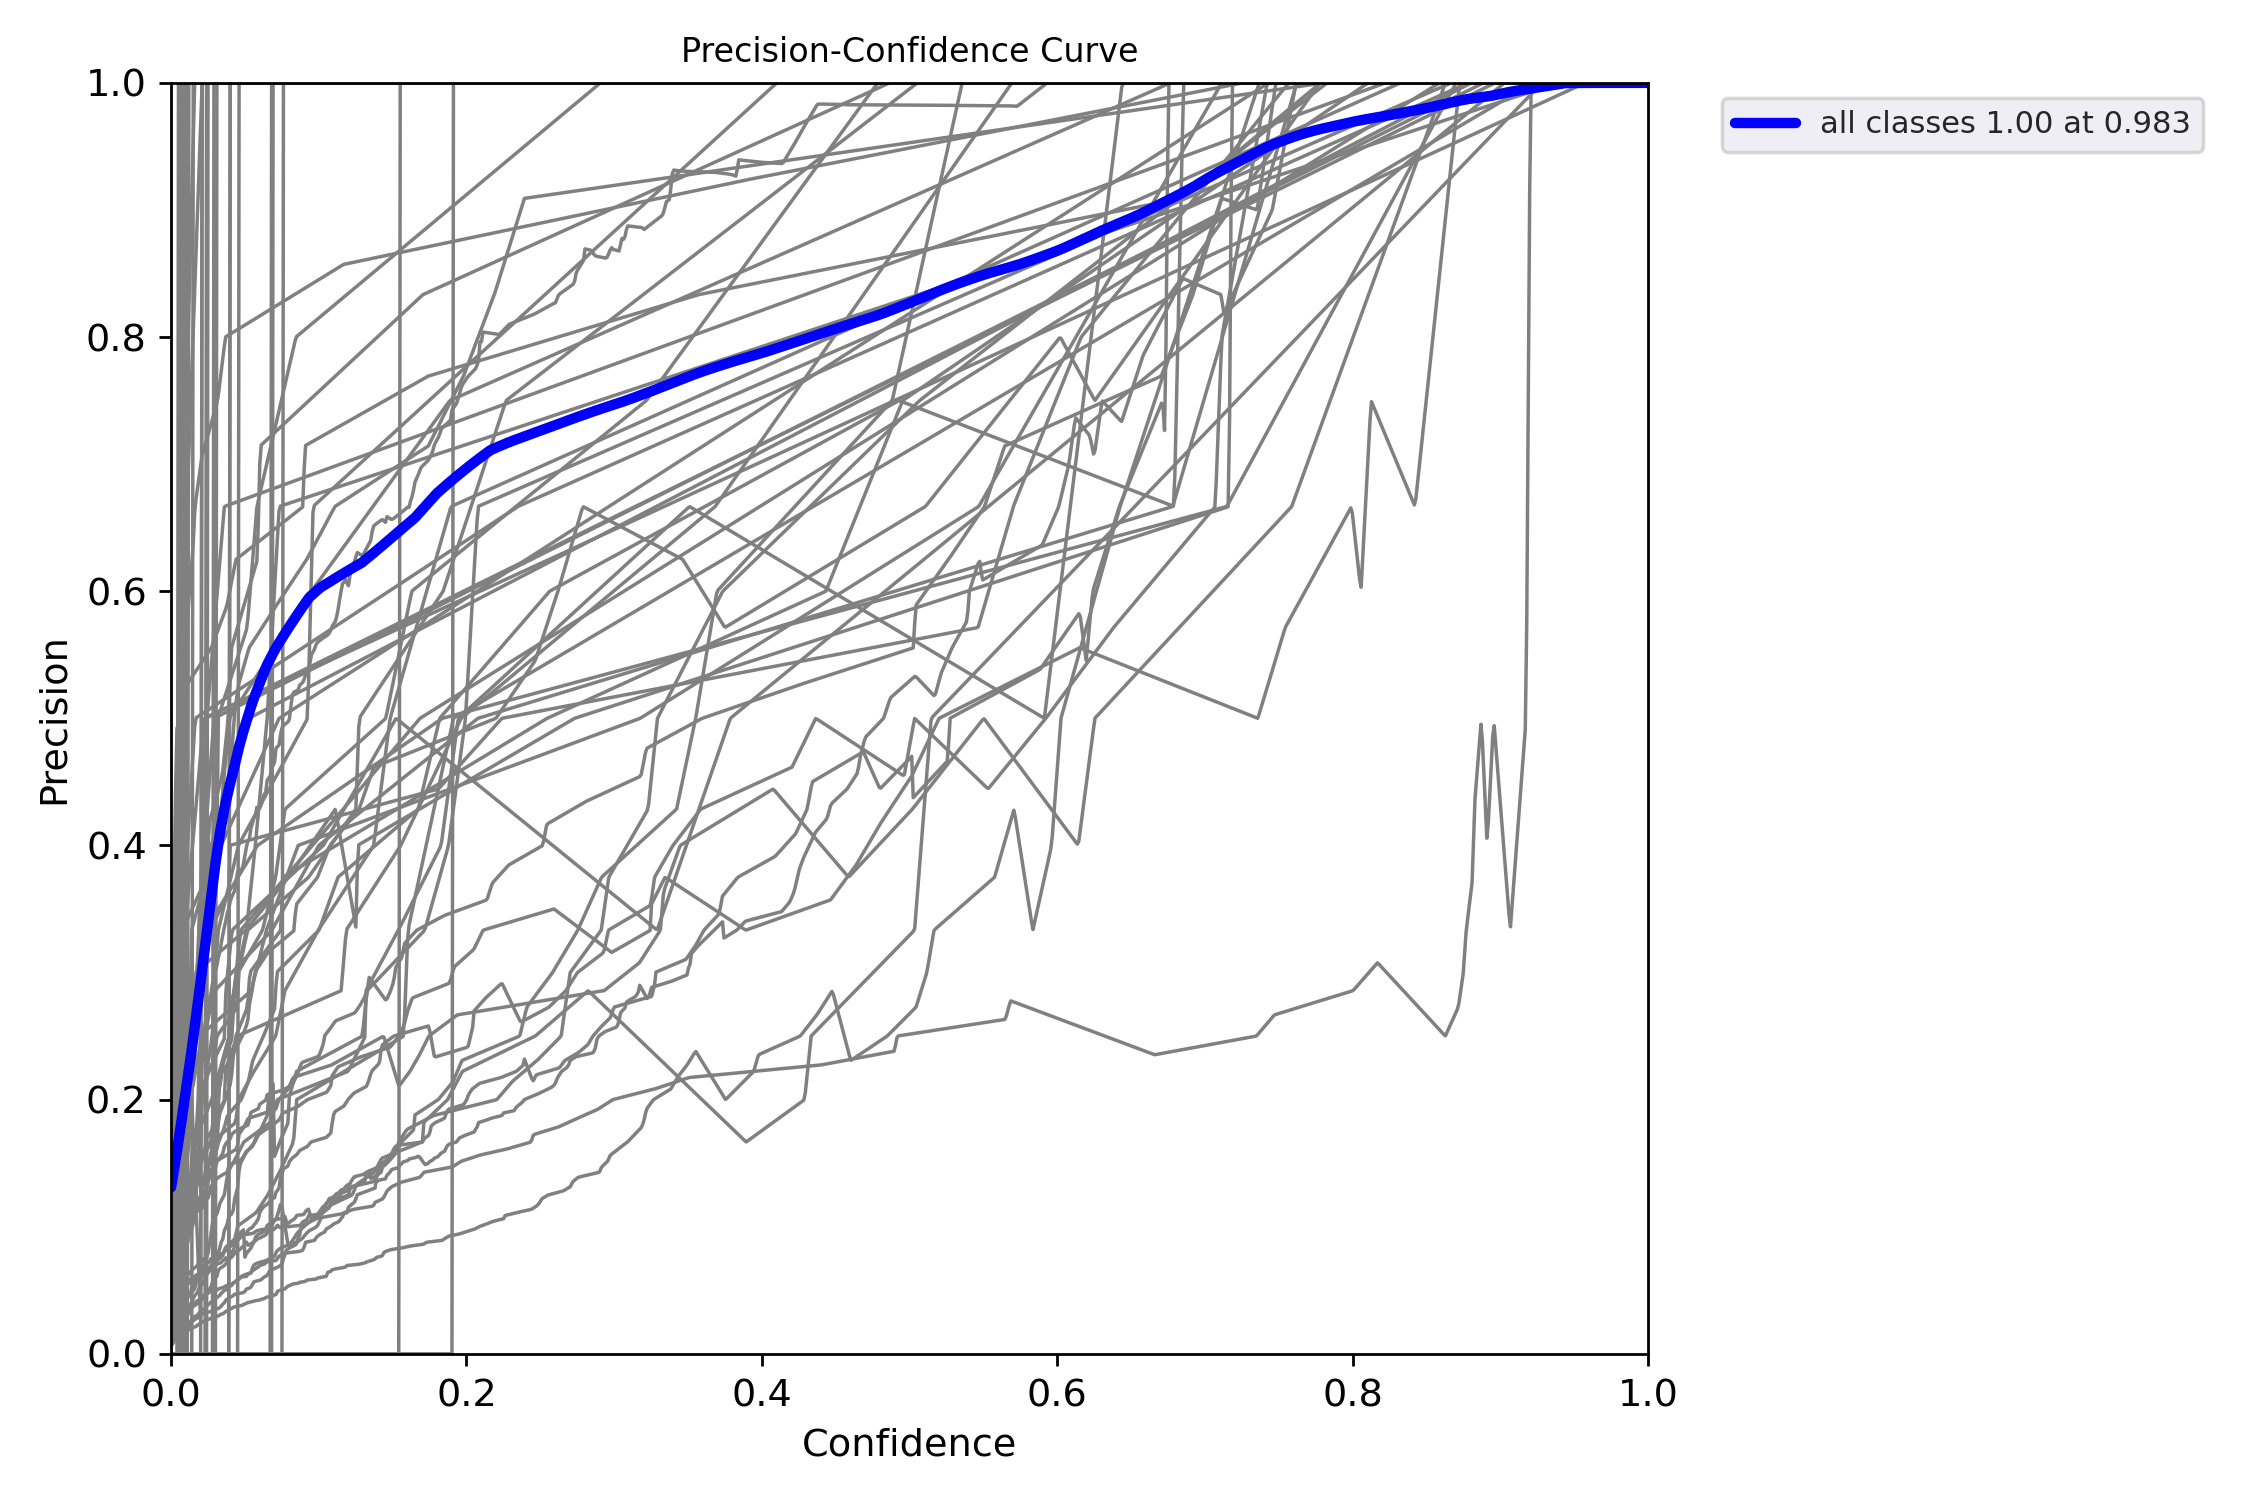 Precision-Confidence Curve
all classes 1.00 at 0.983
1.0
0.8
0.6
0.4
0.2
0.0
Precision
0.0 0.2 0.4 0.6 0.8 1.0
Confidence